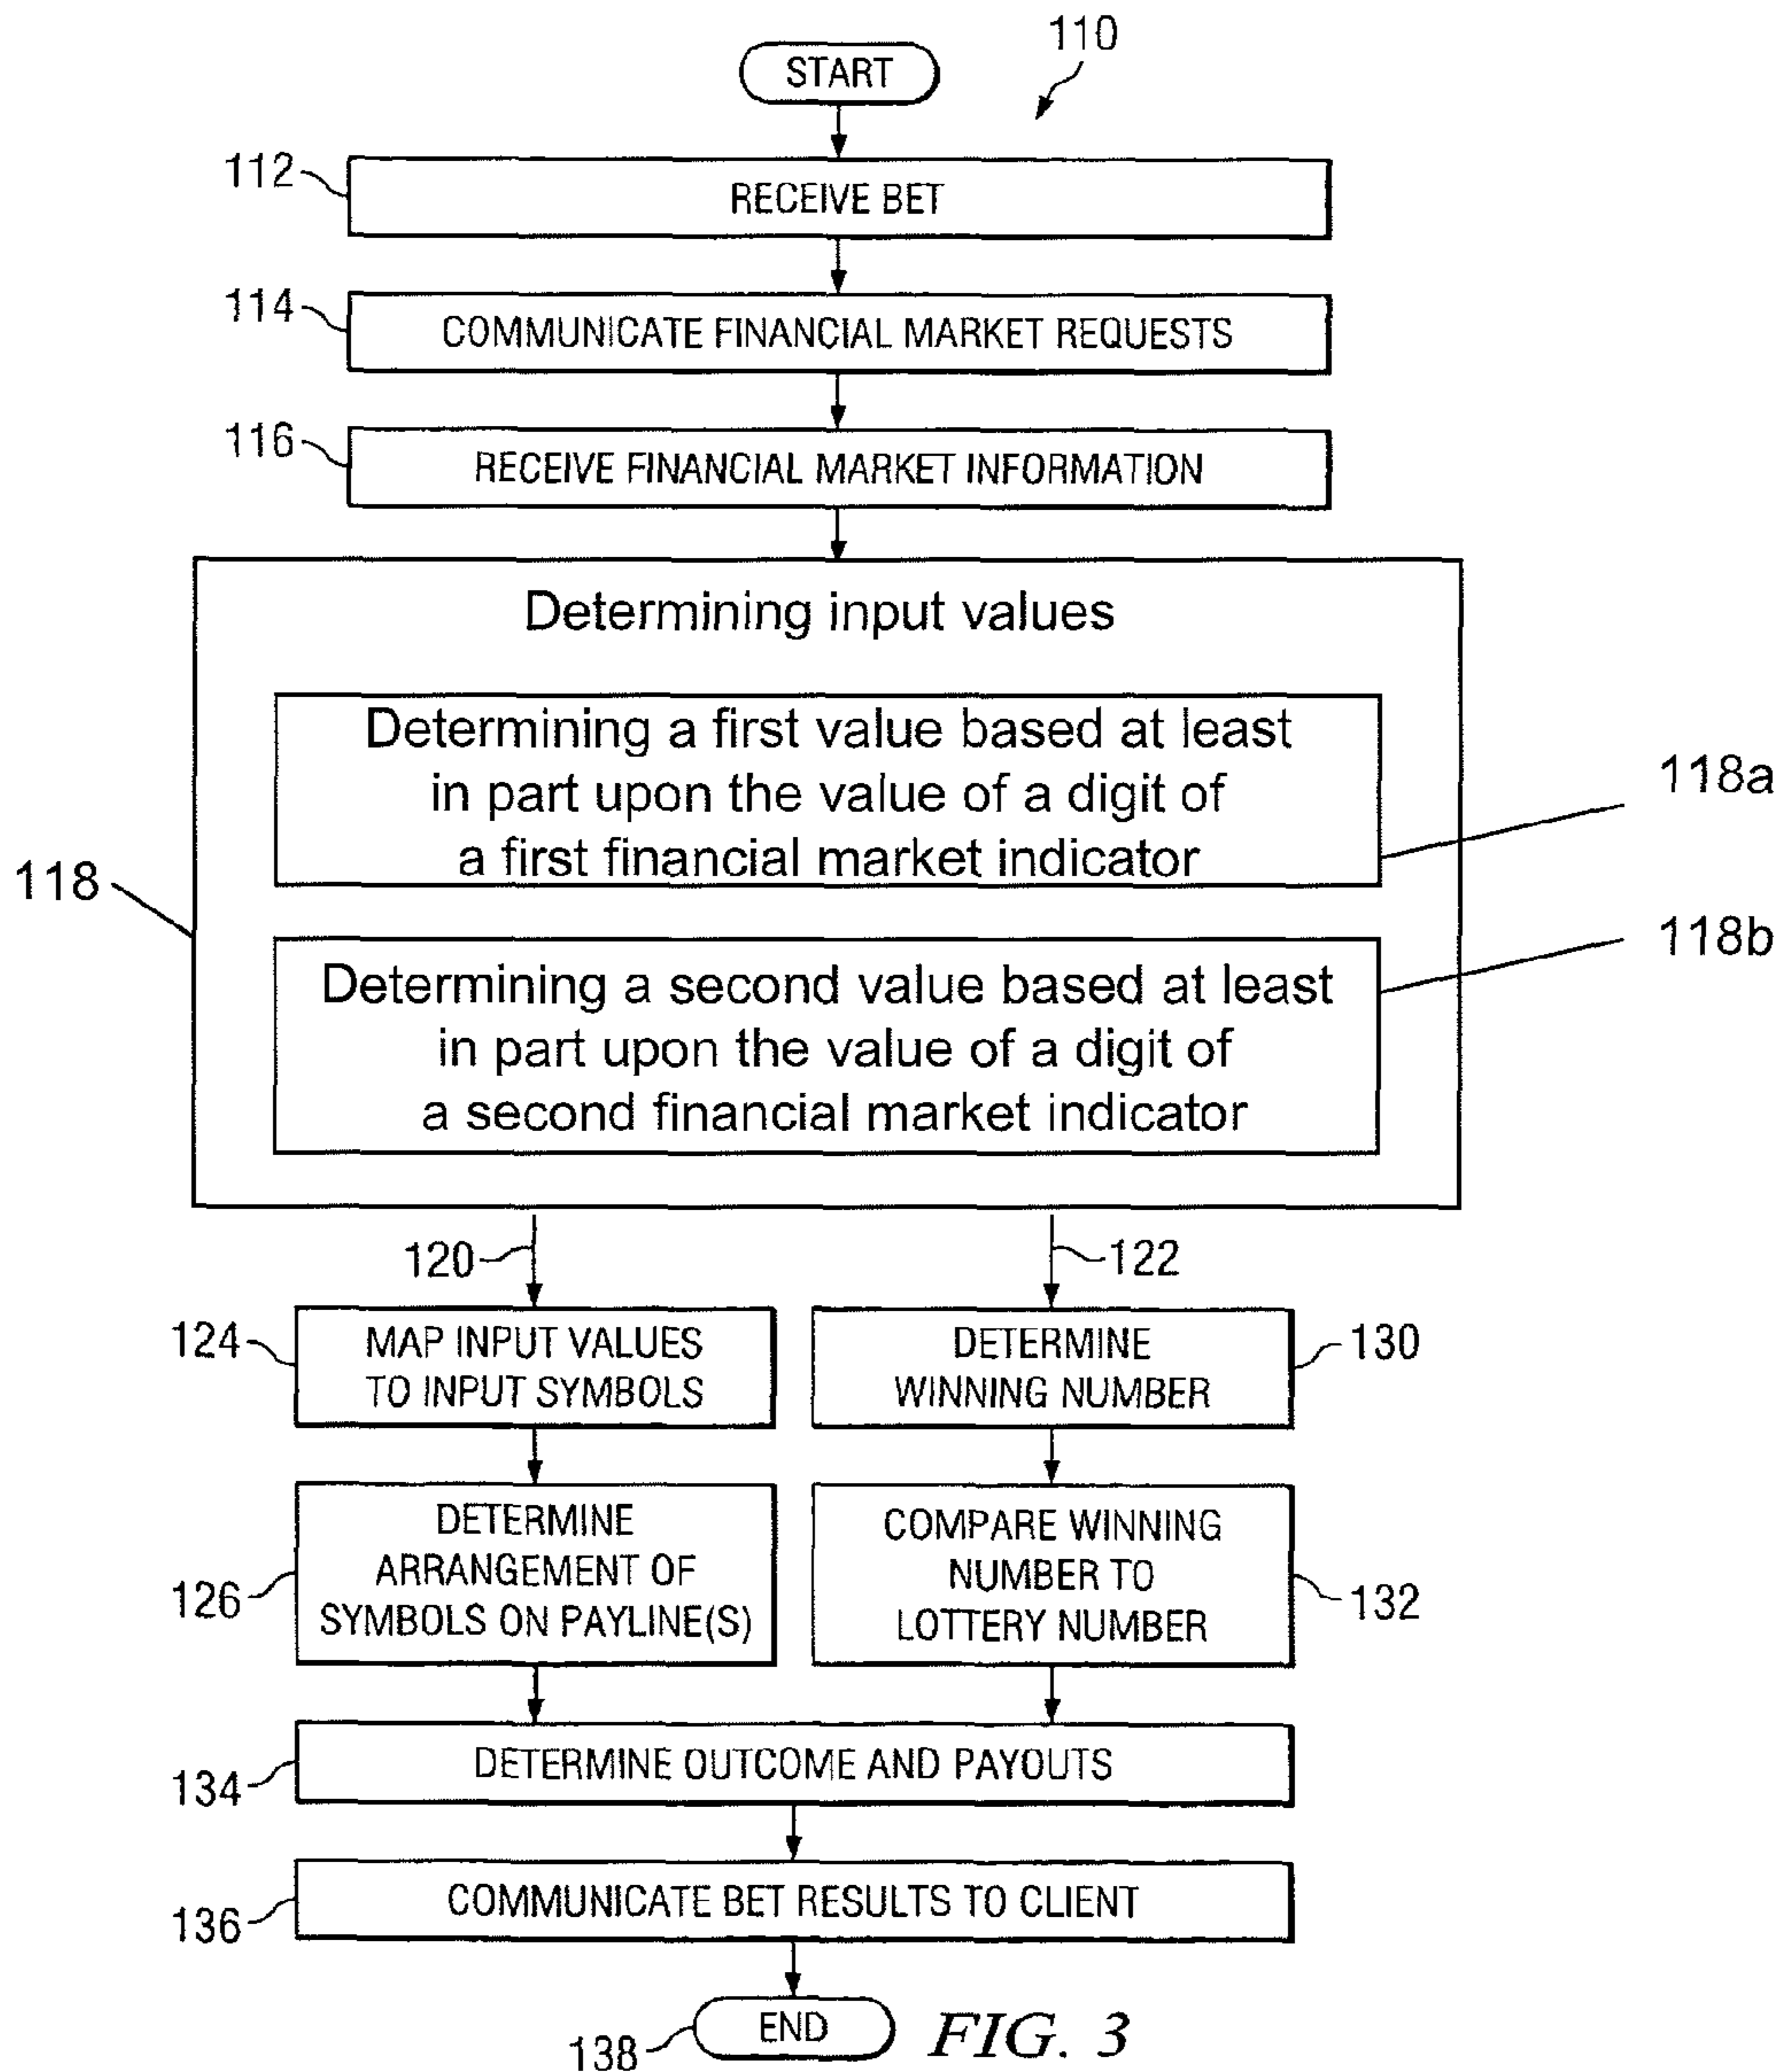 110
START
112
RECEIVE BET
114
COMMUNICATE FINANCIAL MARKET REQUESTS
116
RECEIVE FINANCIAL MARKET INFORMATION
Determining input values
Determining a first value based at least
in part upon the value of a digit of
a first financial market indicator
118a
118
118b
Determining a second value based at least
in part upon the value of a digit of
a second financial market indicator
120
122
124
MAP INPUT VALUES
TO INPUT SYMBOLS
DETERMINE
WINNING NUMBER
130
126
DETERMINE
ARRANGEMENT OF
SYMBOLS ON PAYLINE(S)
COMPARE WINNING
NUMBER TO
LOTTERY NUMBER
132
134
DETERMINE OUTCOME AND PAYOUTS
136
COMMUNICATE BET RESULTS TO CLIENT
138
END
FIG. 3